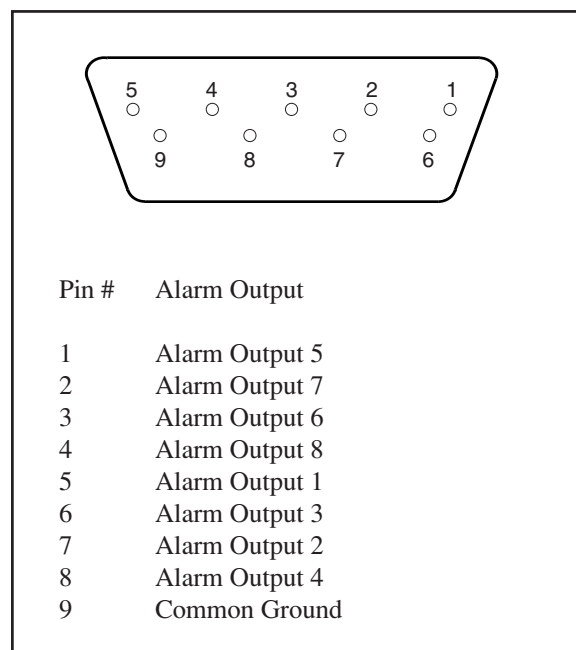 5 4 3 2 1
9 8 7 6
Pin # Alarm Output
1 Alarm Output 5
2 Alarm Output 7
3 Alarm Output 6
4 Alarm Output 8
5 Alarm Output 1
6 Alarm Output 3
7 Alarm Output 2
8 Alarm Output 4
9 Common Ground